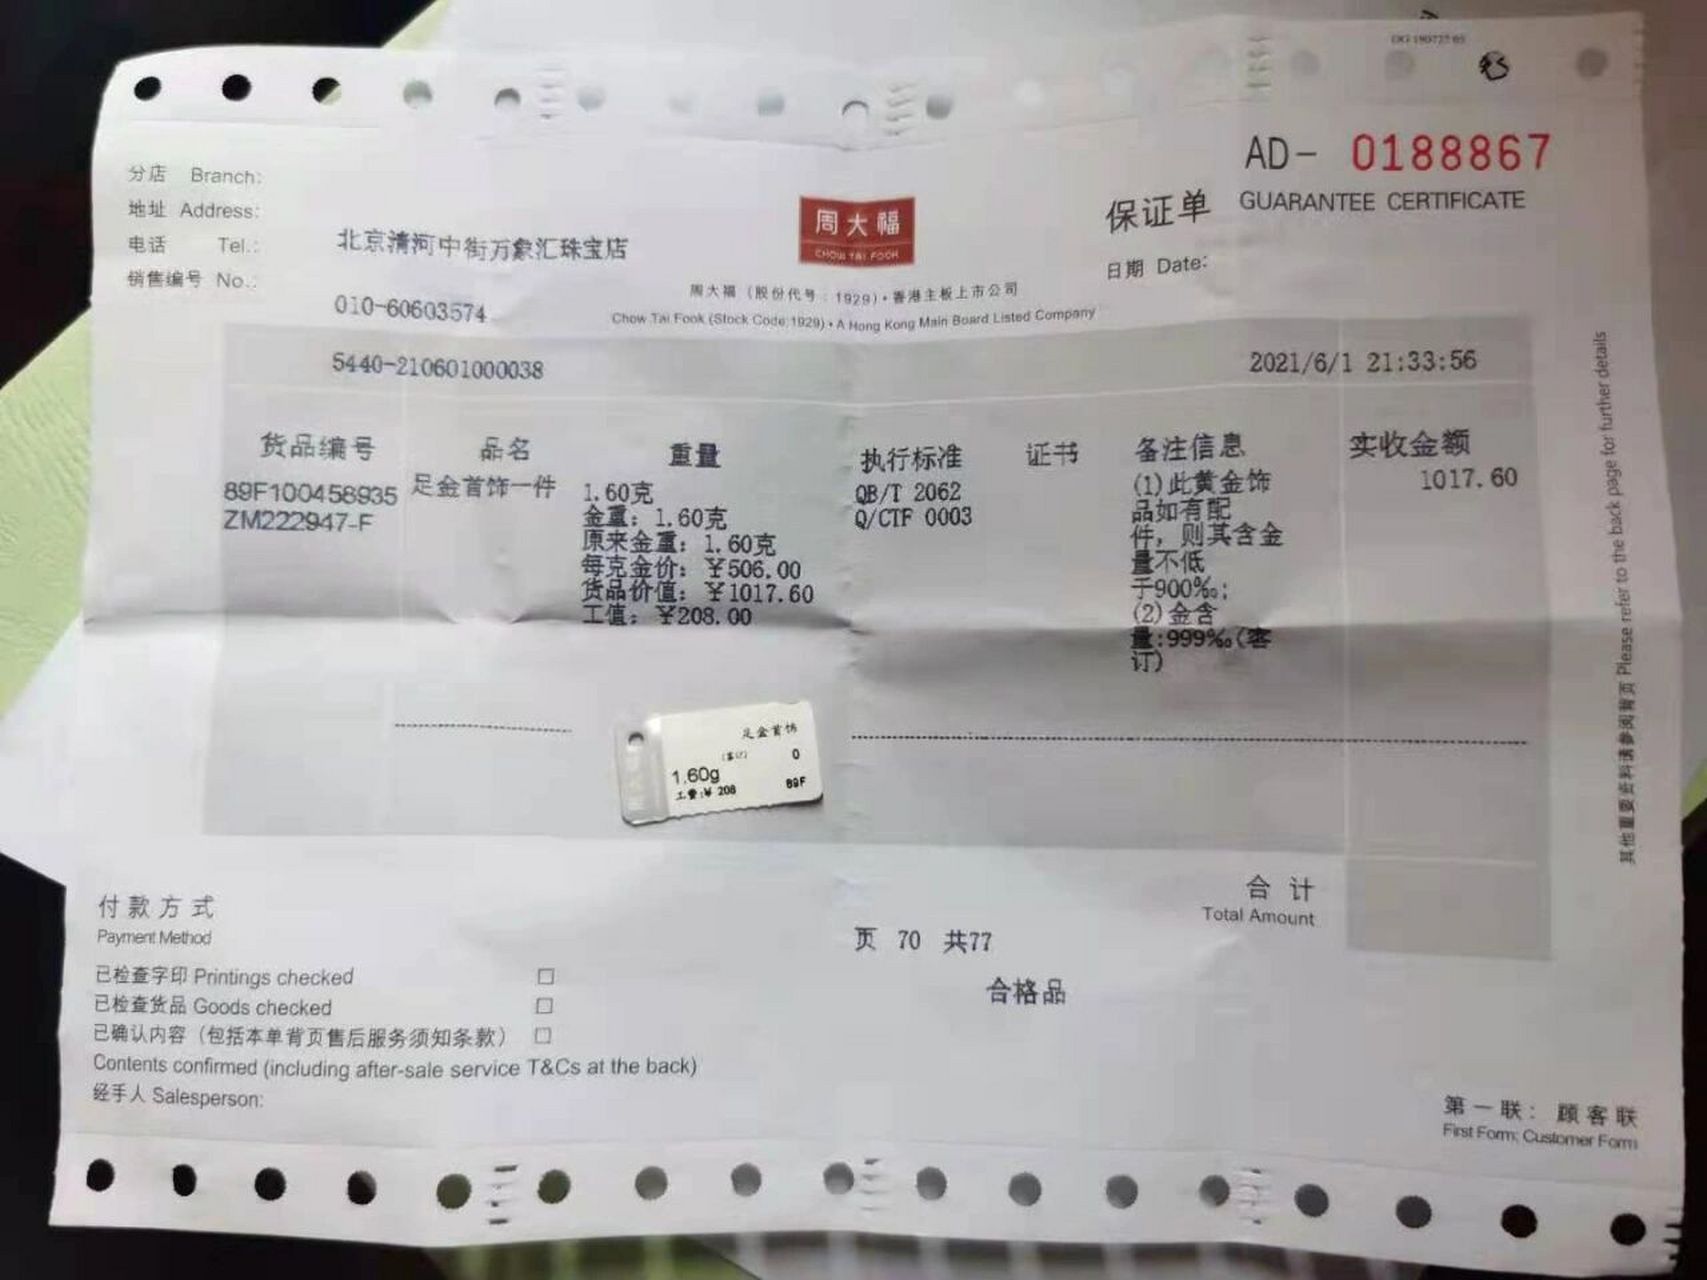 AD- 0188867
保证单 GUARANTEE CERTIFICATE
日期 Date:
分店 Branch:
地址 Address:
电话 Tel.:
销售编号 No.:
北京清河中街万象汇珠宝店
010-60603574
5440-210601000038
周大福
CHOW TAI FOOK
周大福（股份代号：1929）• 香港主板上市公司
Chow Tai Fook (Stock Code:1929) • A Hong Kong Main Board Listed Company
2021/6/1 21:33:56
货品编号 品名 重量 执行标准 证书 备注信息 实收金额
89F100458935
ZM222947-F
足金首饰一件
1.60克
金重：1.60克
原来金重：1.60克
每克金价：￥506.00
货品价值：￥1017.60
工值：￥208.00
QB/T 2062
Q/CTF 0003
(1)此黄金饰
品如有配
件，则其含金
量不低
于900‰;
(2)金含
量:999‰(客
订)
1017.60
足金首饰
(客订) 0
1.60g
工费:¥ 208 89F
其他重要资料请参阅背页 Please refer to the back page for further details
合计
Total Amount
付款方式
Payment Method
页 70 共77
合格品
已检查字印 Printings checked □
已检查货品 Goods checked □
已确认内容（包括本单背页售后服务须知条款） □
Contents confirmed (including after-sale service T&Cs at the back)
经手人 Salesperson:
第一联：顾客联
First Form: Customer Form